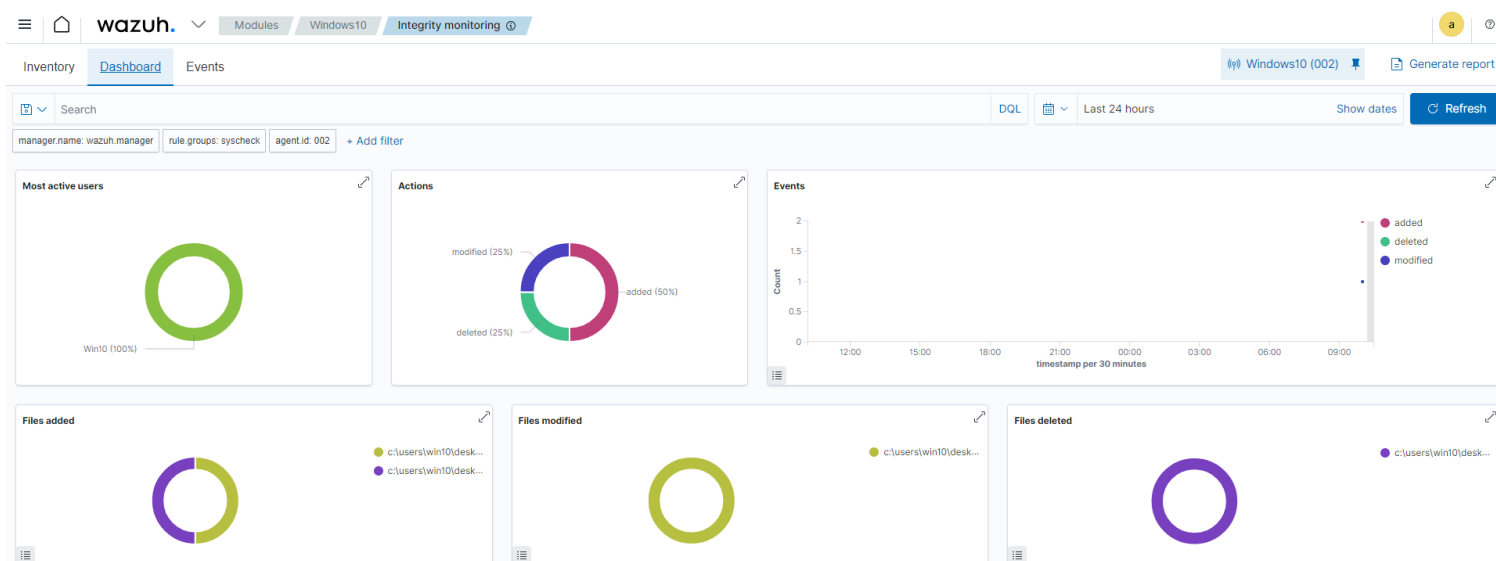 wazuh. Modules Windows10 Integrity monitoring a
Inventory Dashboard Events Windows10 (002) Generate report
Search DQL Last 24 hours Show dates Refresh
manager.name: wazuh.manager rule.groups: syscheck agent.id: 002 + Add filter
Most active users
Win10 (100%)
Actions
modified (25%)
added (50%)
deleted (25%)
Events
Count
2
1.5
1
0.5
0
12:00 15:00 18:00 21:00 00:00 03:00 06:00 09:00
timestamp per 30 minutes
added
deleted
modified
Files added
c:\users\win10\desk...
c:\users\win10\desk...
Files modified
c:\users\win10\desk...
Files deleted
c:\users\win10\desk...